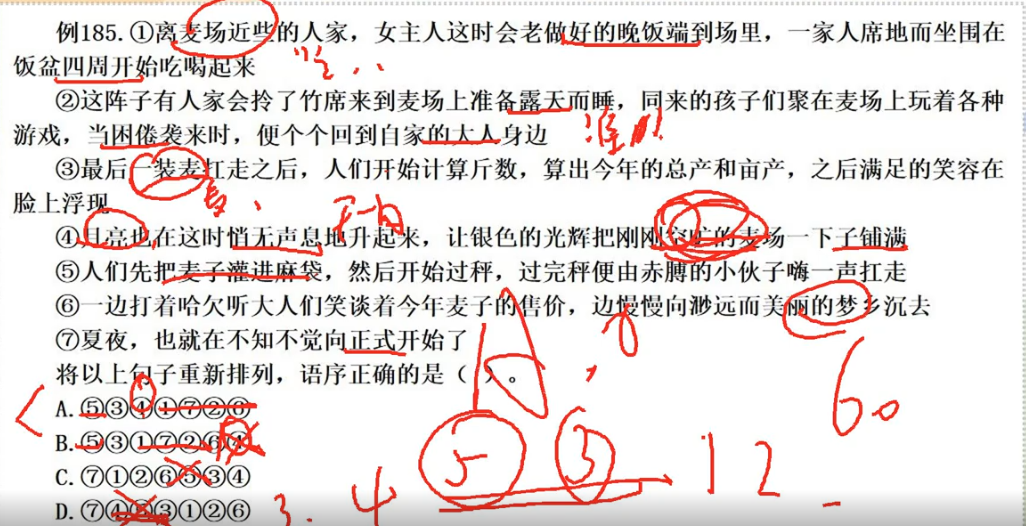 例185.①离麦场近些的人家，女主人这时会老做好的晚饭端到场里，一家人席地而坐围在
饭盆四周开始吃喝起来
吃
②这阵子有人家会拎了竹席来到麦场上准备露天而睡，同来的孩子们聚在麦场上玩着各种
游戏，当困倦袭来时，便个个回到自家的大人身边
③最后一装麦扛走之后，人们开始计算斤数，算出今年的总产和亩产，之后满足的笑容在
脸上浮现
④月亮也在这时悄无声息地升起来，让银色的光辉把刚刚空旷的麦场一下子铺满
⑤人们先把麦子灌进麻袋，然后开始过秤，过完秤便由赤膊的小伙子嗨一声扛走
⑥一边打着哈欠听大人们笑谈着今年麦子的售价，边慢慢向渺远而美丽的梦乡沉去
⑦夏夜，也就在不知不觉向正式开始了
将以上句子重新排列，语序正确的是（ ）。
A.⑤③④①⑦②⑥
B.⑤③①⑦②⑥④
C.⑦①②⑥⑤③④
D.⑦④⑤③①②⑥
3.4 5 3 1 2
6